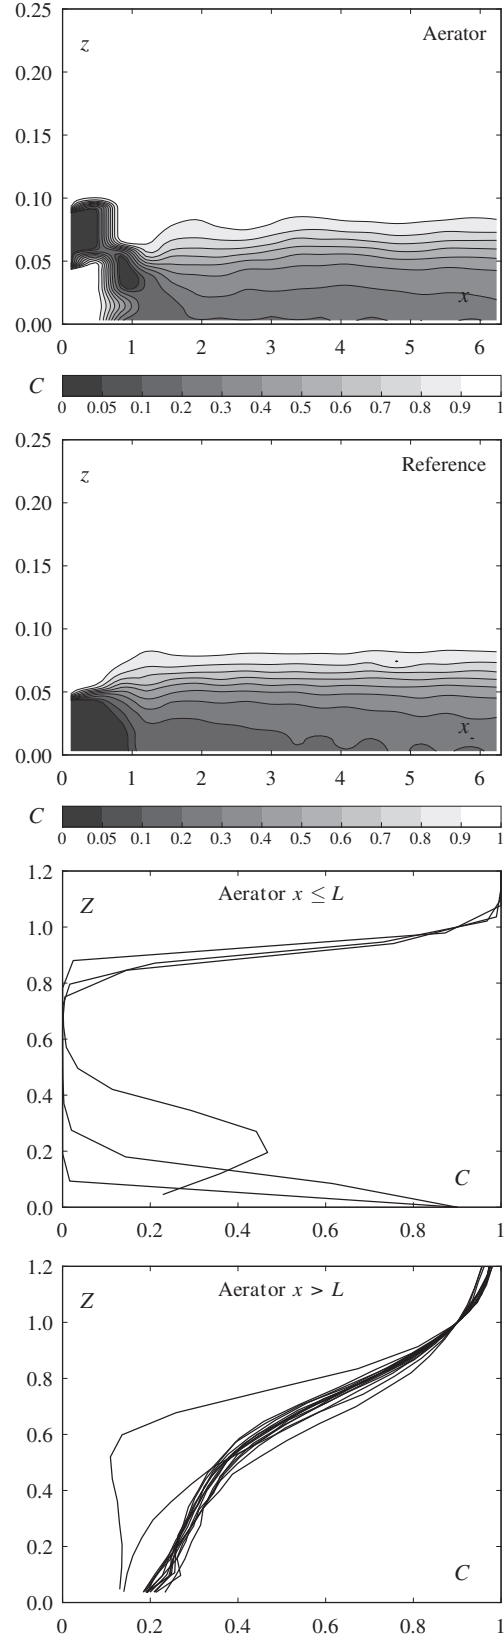 0.25
z
Aerator
0.20
0.15
0.10
0.05
x
0.00
0 1 2 3 4 5 6
C
0 0.05 0.1 0.2 0.3 0.4 0.5 0.6 0.7 0.8 0.9 1
0.25
z
Reference
0.20
0.15
0.10
0.05
x
0.00
0 1 2 3 4 5 6
C
0 0.05 0.1 0.2 0.3 0.4 0.5 0.6 0.7 0.8 0.9 1
1.2
Z
Aerator x ≤ L
1.0
0.8
0.6
0.4
0.2
C
0.0
0 0.2 0.4 0.6 0.8 1
1.2
Z
Aerator x > L
1.0
0.8
0.6
0.4
0.2
C
0.0
0 0.2 0.4 0.6 0.8 1